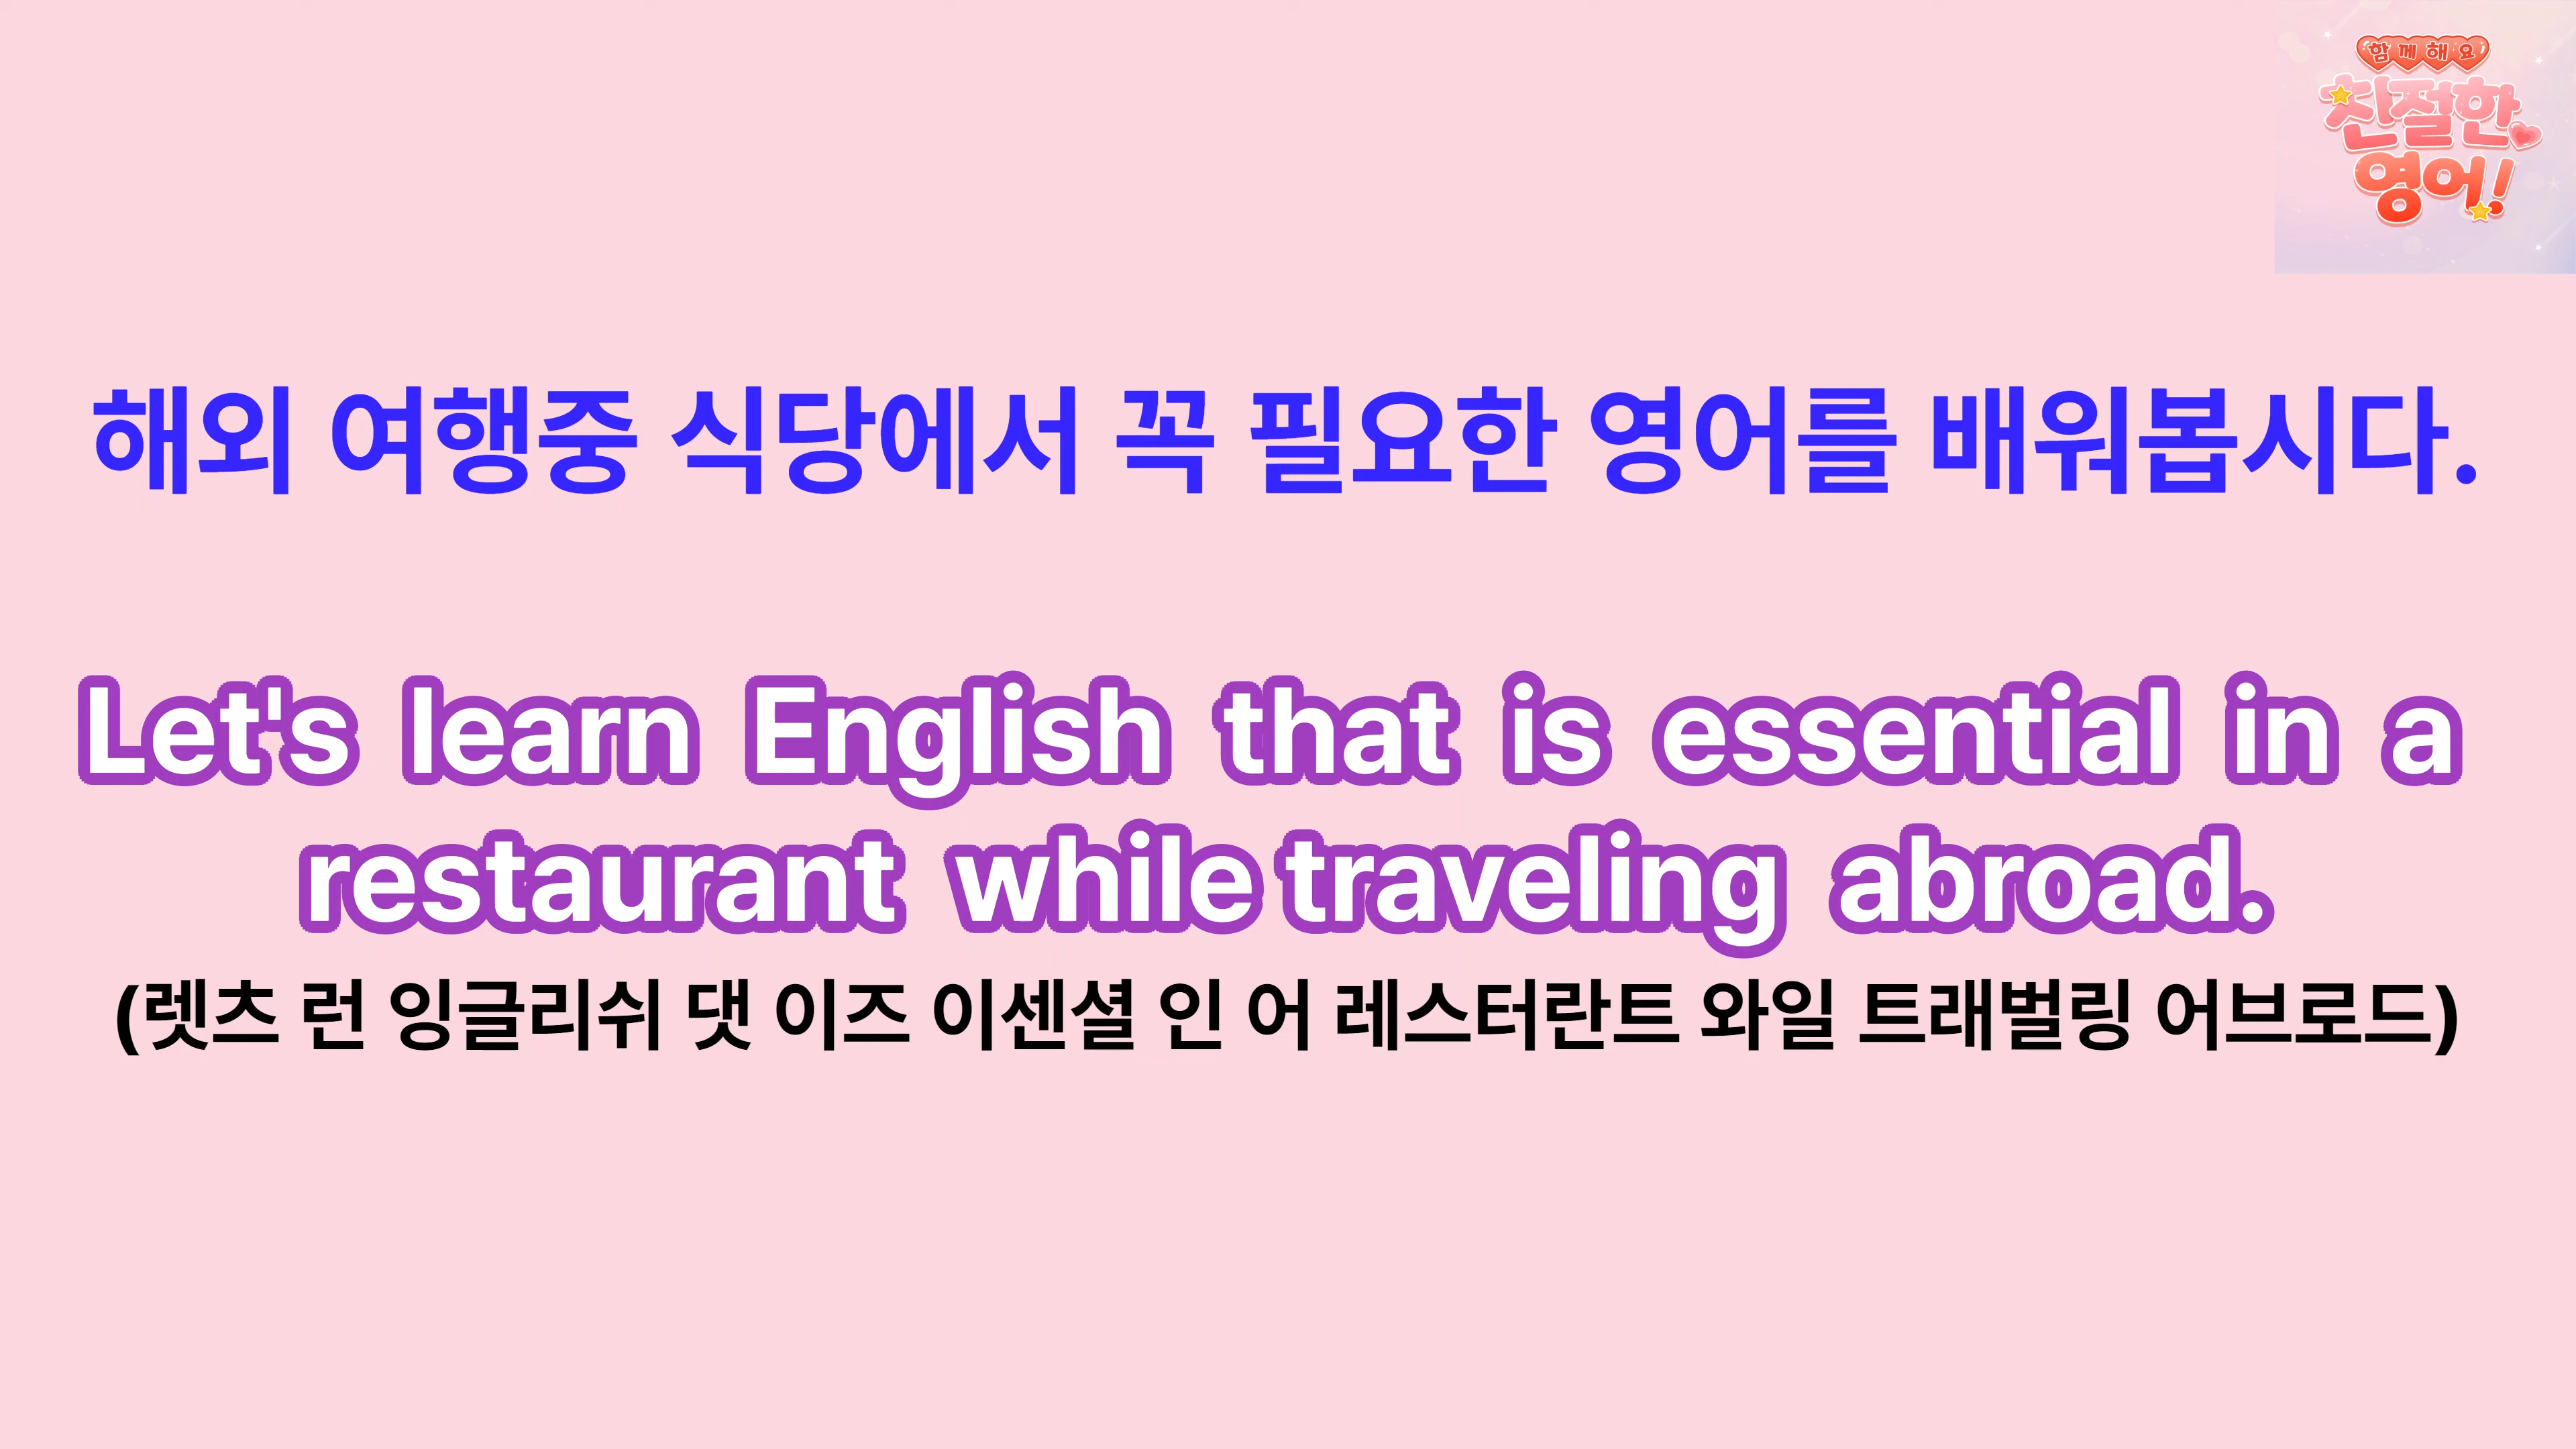 함께해요
친절한
영어!
해외 여행중 식당에서 꼭 필요한 영어를 배워봅시다.
Let's learn English that is essential in a
restaurant while traveling abroad.
(렛츠 런 잉글리쉬 댓 이즈 이센셜 인 어 레스터란트 와일 트래벌링 어브로드)